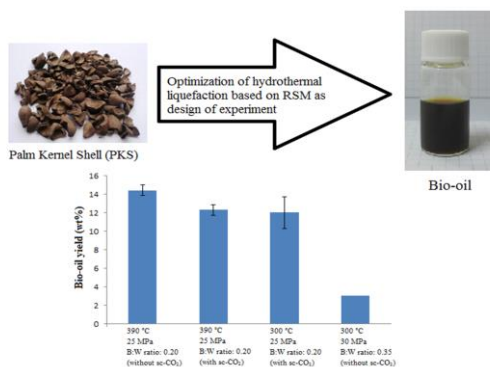 Optimization of hydrothermal
liquefaction based on RSM as
design of experiment
Palm Kernel Shell (PKS)
Bio-oil
Bio-oil yield (wt%)
16
14
12
10
8
6
4
2
0
390 °C
25 MPa
B:W ratio: 0.20
(without sc-CO₂)
390 °C
25 MPa
B:W ratio: 0.20
(with sc-CO₂)
300 °C
25 MPa
B:W ratio: 0.20
(with sc-CO₂)
300 °C
30 MPa
B:W ratio: 0.35
(without sc-CO₂)